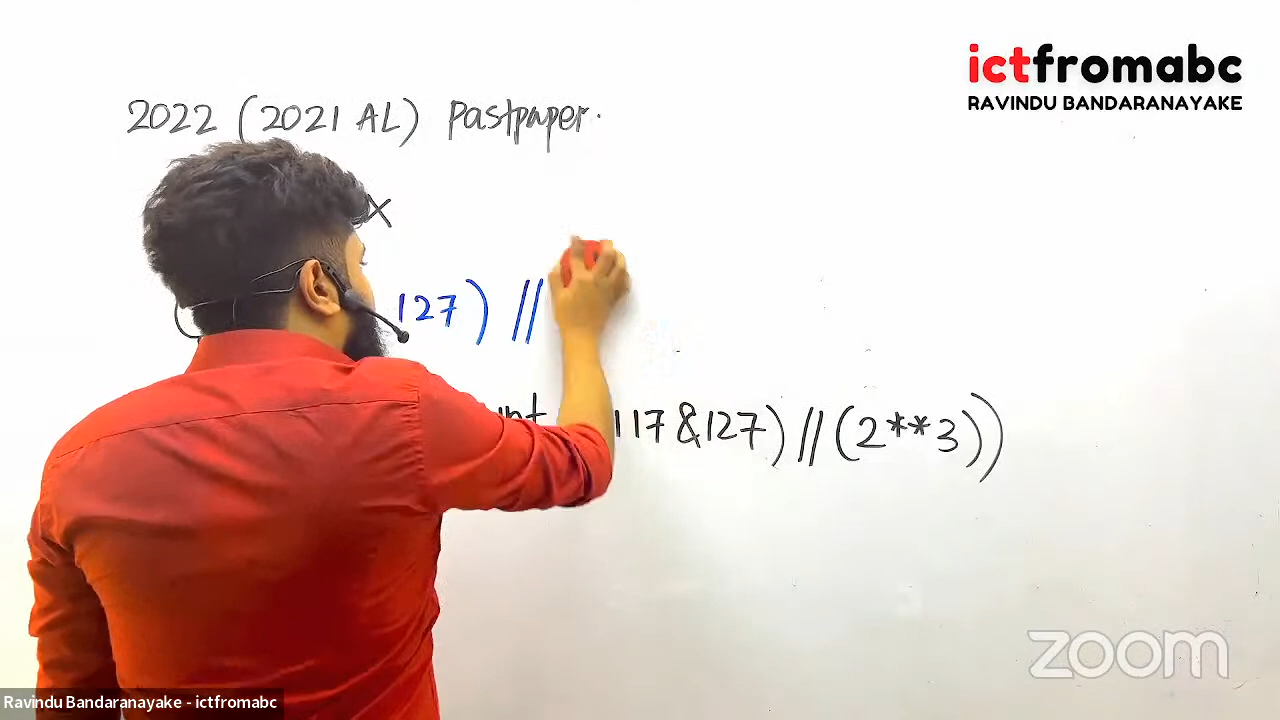 ictfromabc
RAVINDU BANDARANAYAKE
2022 (2021 AL) Pastpaper.
x
127) //
117 & 127) // (2**3))
zoom
Ravindu Bandaranayake - ictfromabc